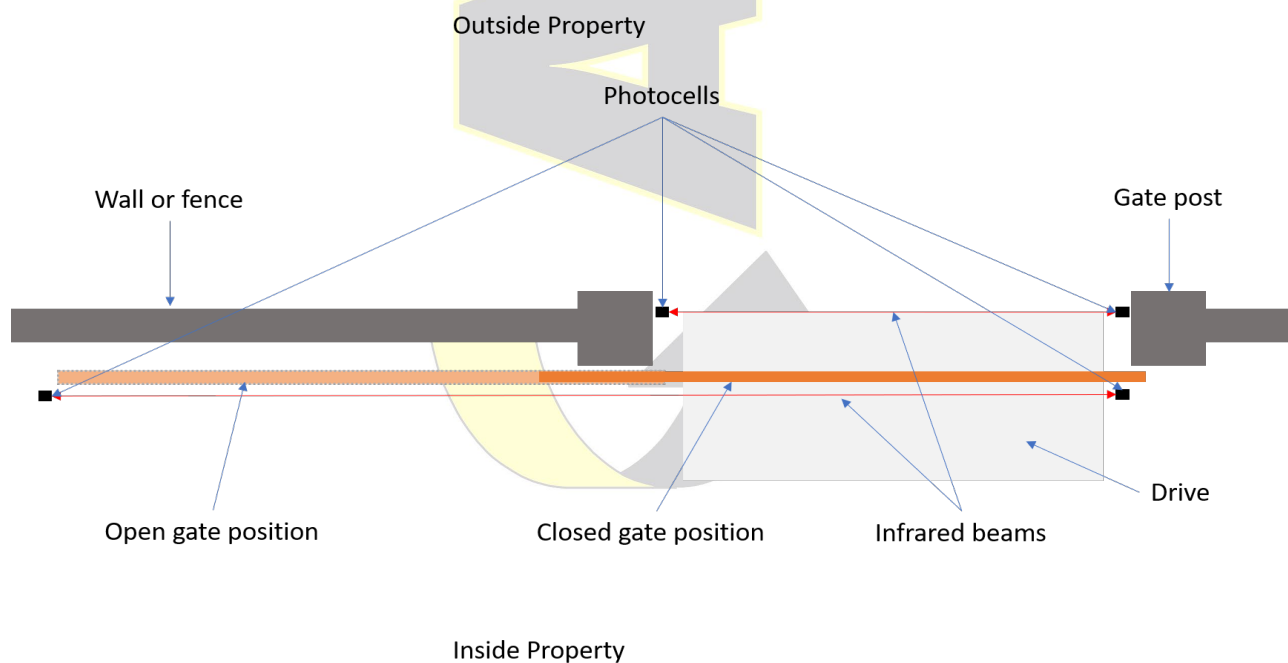 Outside Property
Photocells
Wall or fence
Gate post
Drive
Open gate position
Closed gate position
Infrared beams
Inside Property